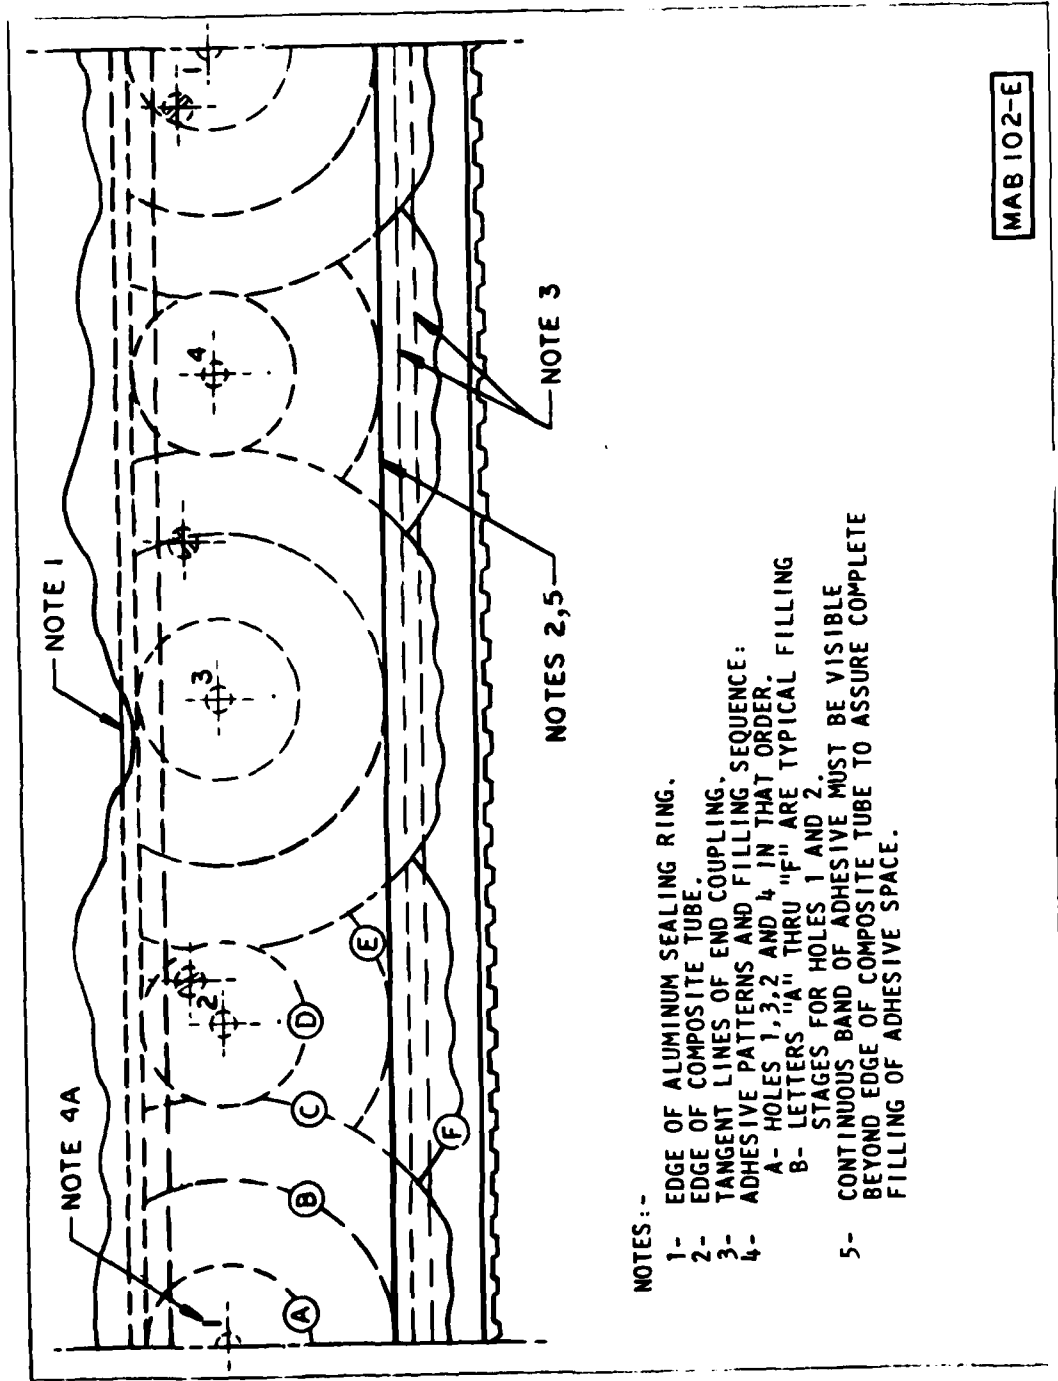 NOTE 4A
NOTE 1
1
2
3
4
1
A
B
C
D
E
F
NOTES 2,5
NOTE 3
NOTES:-
1- EDGE OF ALUMINUM SEALING RING.
2- EDGE OF COMPOSITE TUBE.
3- TANGENT LINES OF END COUPLING.
4- ADHESIVE PATTERNS AND FILLING SEQUENCE:
A- HOLES 1,3,2 AND 4 IN THAT ORDER.
B- LETTERS "A" THRU "F" ARE TYPICAL FILLING
STAGES FOR HOLES 1 AND 2.
5- CONTINUOUS BAND OF ADHESIVE MUST BE VISIBLE
BEYOND EDGE OF COMPOSITE TUBE TO ASSURE COMPLETE
FILLING OF ADHESIVE SPACE.
MAB102-E